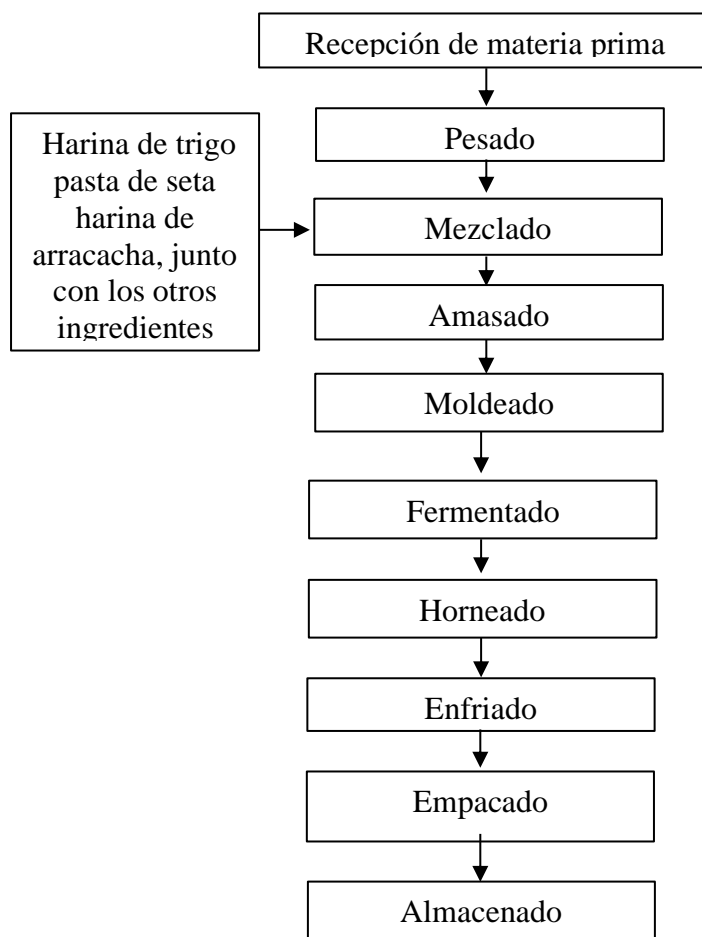 Recepción de materia prima
Pesado
Harina de trigo
pasta de seta
harina de
arracacha, junto
con los otros
ingredientes
Mezclado
Amasado
Moldeado
Fermentado
Horneado
Enfriado
Empacado
Almacenado